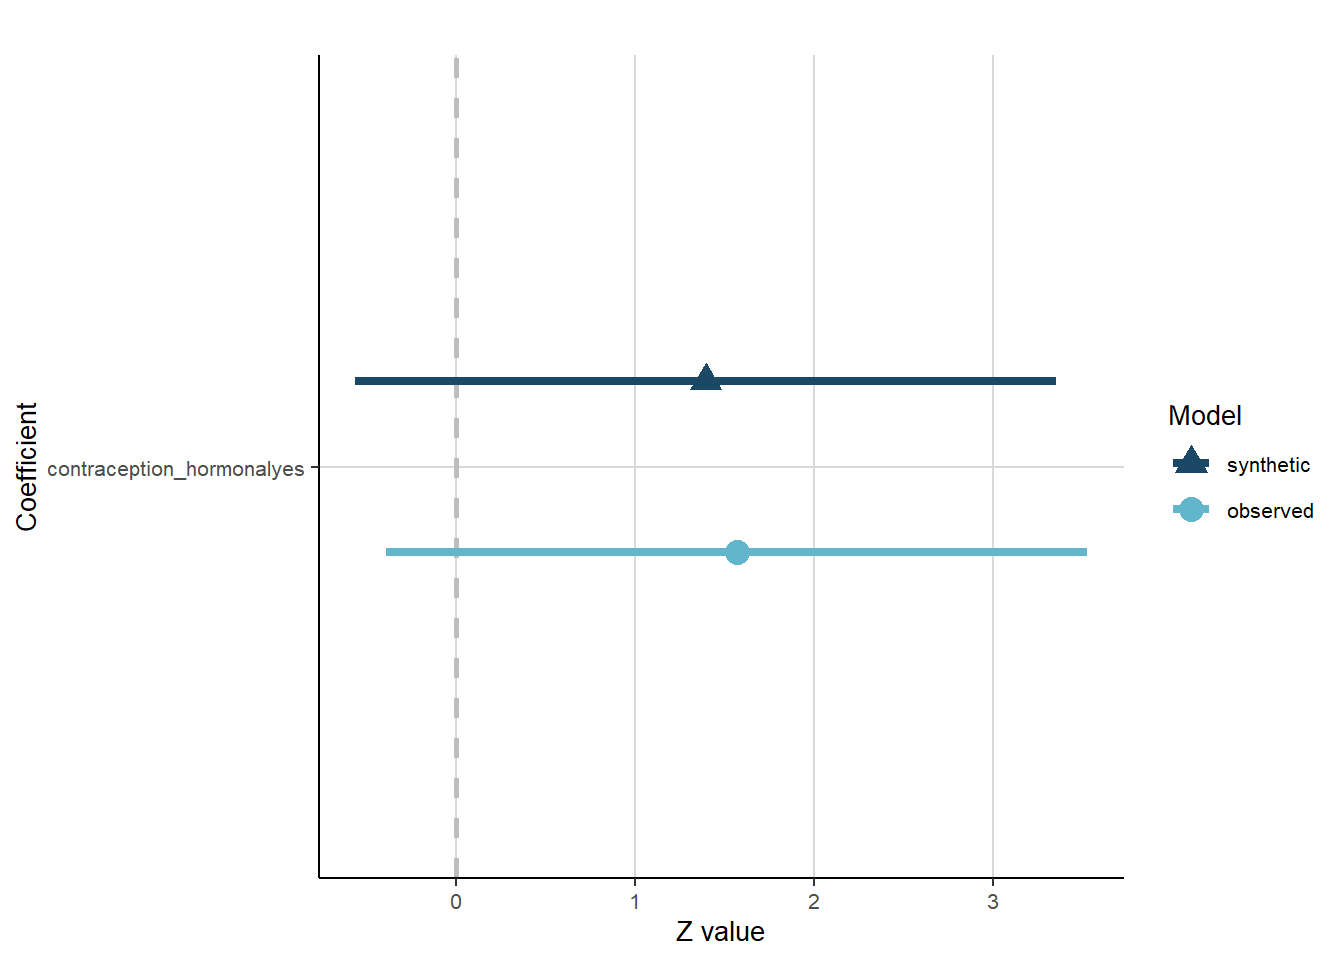 Coefficient
contraception_hormonalyes
0 1 2 3
Z value
Model
synthetic
observed